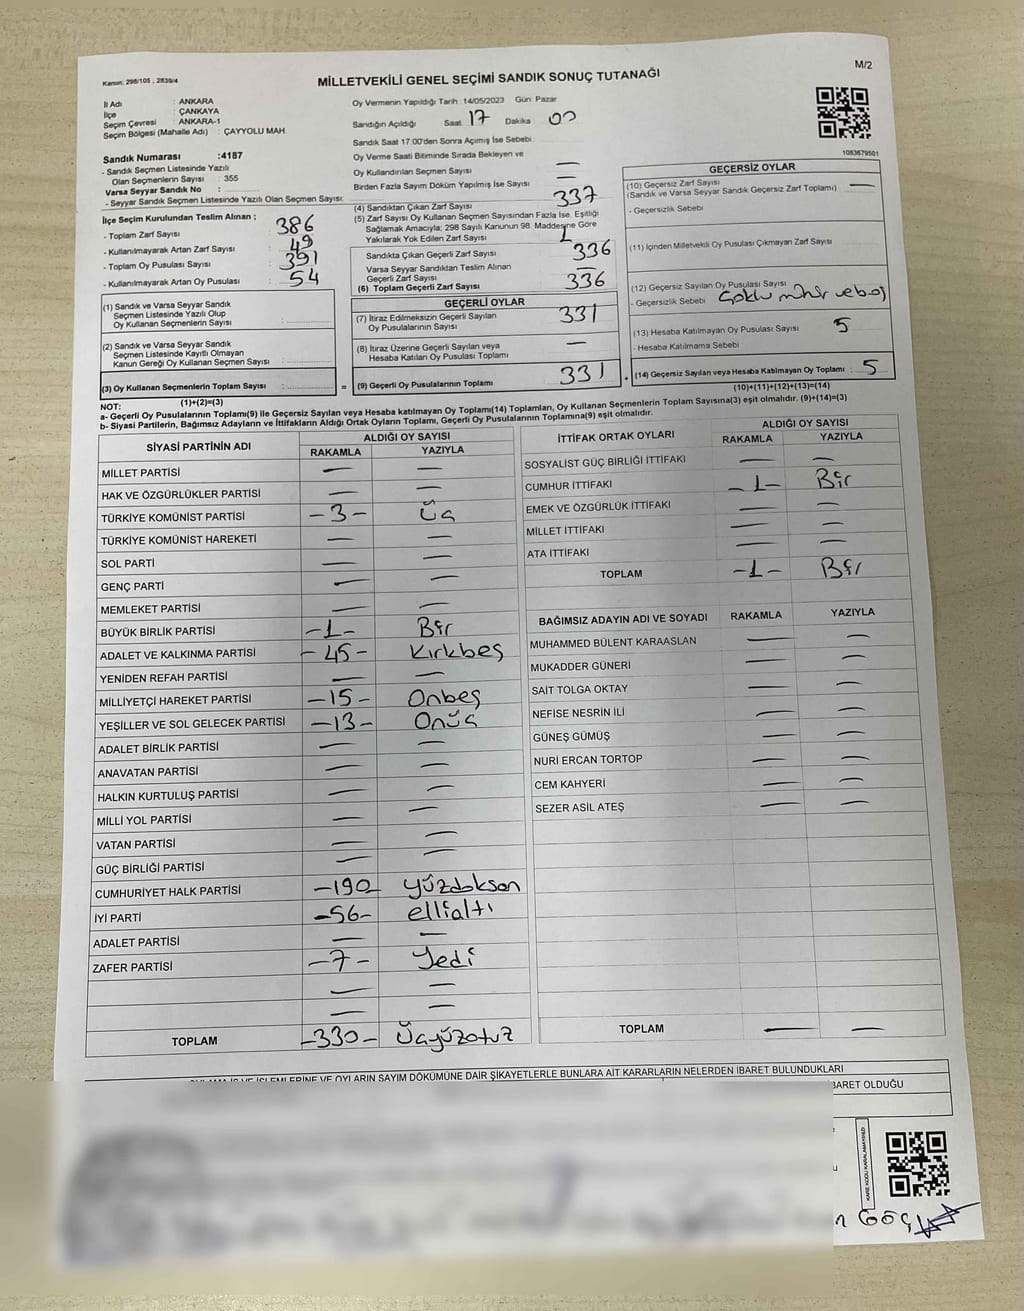 Kanun: 298/105 , 2839/4
MİLLETVEKİLİ GENEL SEÇİMİ SANDIK SONUÇ TUTANAĞI
M/2
İl Adı : ANKARA
İlçe : ÇANKAYA
Seçim Çevresi : ANKARA-1
Seçim Bölgesi (Mahalle Adı) : ÇAYYOLU MAH.
Sandık Numarası :4187
- Sandık Seçmen Listesinde Yazılı
Olan Seçmenlerin Sayısı : 355
Varsa Seyyar Sandık No :
- Seyyar Sandık Seçmen Listesinde Yazılı Olan Seçmen Sayısı:
İlçe Seçim Kurulundan Teslim Alınan ;
- Toplam Zarf Sayısı 386
- Kullanılmayarak Artan Zarf Sayısı 49
- Toplam Oy Pusulası Sayısı 391
- Kullanılmayarak Artan Oy Pusulası 54
(1) Sandık ve Varsa Seyyar Sandık
Seçmen Listesinde Yazılı Olup
Oy Kullanan Seçmenlerin Sayısı :
(2) Sandık ve Varsa Seyyar Sandık
Seçmen Listesinde Kayıtlı Olmayan
Kanun Gereği Oy Kullanan Seçmen Sayısı :
(3) Oy Kullanan Seçmenlerin Toplam Sayısı :
(1)+(2)=(3)
Oy Vermenin Yapıldığı Tarih : 14/05/2023 Gün: Pazar
Sandığın Açıldığı Saat 17 Dakika 00
Sandık Saat 17:00'den Sonra Açımış İse Sebebi
Oy Verme Saati Bitiminde Sırada Bekleyen ve
Oy Kullandırılan Seçmen Sayısı —
Birden Fazla Sayım Döküm Yapılmış İse Sayısı —
(4) Sandıktan Çıkan Zarf Sayısı 337
(5) Zarf Sayısı Oy Kullanan Seçmen Sayısından Fazla İse, Eşitliği
Sağlamak Amacıyla; 298 Sayılı Kanunun 98. Maddesine Göre
Yakılarak Yok Edilen Zarf Sayısı 1
Sandıkta Çıkan Geçerli Zarf Sayısı 336
Varsa Seyyar Sandıktan Teslim Alınan
Geçerli Zarf Sayısı —
(6) Toplam Geçerli Zarf Sayısı 336
GEÇERLİ OYLAR
(7) İtiraz Edilmeksizin Geçerli Sayılan
Oy Pusulalarının Sayısı 331
(8) İtiraz Üzerine Geçerli Sayılan veya
Hesaba Katılan Oy Pusulası Toplamı —
= (9) Geçerli Oy Pusulalarının Toplamı 331
1083679501
GEÇERSİZ OYLAR
(10) Geçersiz Zarf Sayısı —
(Sandık ve Varsa Seyyar Sandık Geçersiz Zarf Toplamı)
- Geçersizlik Sebebi
(11) İçinden Milletvekili Oy Pusulası Çıkmayan Zarf Sayısı
(12) Geçersiz Sayılan Oy Pusulası Sayısı
- Geçersizlik Sebebi Çoklu mühür ve boş
(13) Hesaba Katılmayan Oy Pusulası Sayısı 5
- Hesaba Katılmama Sebebi
+ (14) Geçersiz Sayılan veya Hesaba Katılmayan Oy Toplamı : 5
(10)+(11)+(12)+(13)=(14)
NOT:
a- Geçerli Oy Pusulalarının Toplamı(9) ile Geçersiz Sayılan veya Hesaba katılmayan Oy Toplamı(14) Toplamları, Oy Kullanan Seçmenlerin Toplam Sayısına(3) eşit olmalıdır. (9)+(14)=(3)
b- Siyasi Partilerin, Bağımsız Adayların ve İttifakların Aldığı Ortak Oyların Toplamı, Geçerli Oy Pusulalarının Toplamına(9) eşit olmalıdır.
SİYASİ PARTİNİN ADI ALDIĞI OY SAYISI
RAKAMLA YAZIYLA
MİLLET PARTİSİ — —
HAK VE ÖZGÜRLÜKLER PARTİSİ — —
TÜRKİYE KOMÜNİST PARTİSİ -3- Üç
TÜRKİYE KOMÜNİST HAREKETİ — —
SOL PARTİ — —
GENÇ PARTİ — —
MEMLEKET PARTİSİ — —
BÜYÜK BİRLİK PARTİSİ -1- Bir
ADALET VE KALKINMA PARTİSİ -45- Kırkbeş
YENİDEN REFAH PARTİSİ — —
MİLLİYETÇİ HAREKET PARTİSİ -15- Onbeş
YEŞİLLER VE SOL GELECEK PARTİSİ -13- Onüç
ADALET BİRLİK PARTİSİ — —
ANAVATAN PARTİSİ — —
HALKIN KURTULUŞ PARTİSİ — —
MİLLİ YOL PARTİSİ — —
VATAN PARTİSİ — —
GÜÇ BİRLİĞİ PARTİSİ — —
CUMHURİYET HALK PARTİSİ -190 yüzdoksan
İYİ PARTİ -56- ellialtı
ADALET PARTİSİ — —
ZAFER PARTİSİ -7- Yedi
— —
— —
TOPLAM -330- Üçyüzotuz
İTTİFAK ORTAK OYLARI ALDIĞI OY SAYISI
RAKAMLA YAZIYLA
SOSYALİST GÜÇ BİRLİĞİ İTTİFAKI — —
CUMHUR İTTİFAKI -1- Bir
EMEK VE ÖZGÜRLÜK İTTİFAKI — —
MİLLET İTTİFAKI — —
ATA İTTİFAKI — —
TOPLAM -1- Bir
BAĞIMSIZ ADAYIN ADI VE SOYADI RAKAMLA YAZIYLA
MUHAMMED BÜLENT KARAASLAN — —
MUKADDER GÜNERİ — —
SAİT TOLGA OKTAY — —
NEFİSE NESRİN İLİ — —
GÜNEŞ GÜMÜŞ — —
NURİ ERCAN TORTOP — —
CEM KAHYERİ — —
SEZER ASİL ATEŞ — —
TOPLAM — —
İŞLEMLERİNE VE OYLARIN SAYIM DÖKÜMÜNE DAİR ŞİKAYETLERLE BUNLARA AİT KARARLARIN NELERDEN İBARET BULUNDUKLARI
İBARET OLDUĞU
KARE KODU KARALAMAYINIZ!